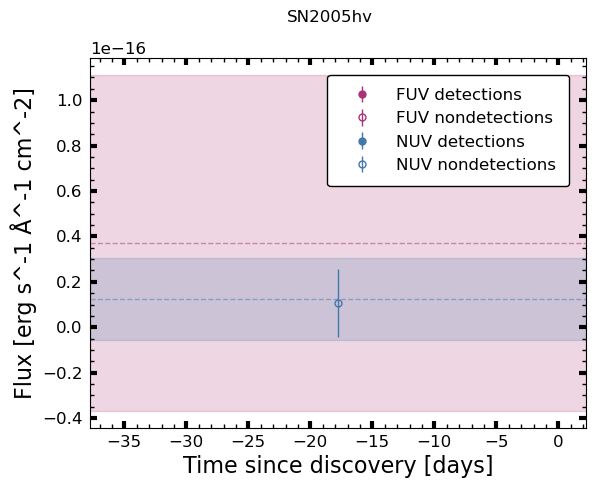 SN2005hv
1e−16
FUV detections
FUV nondetections
NUV detections
NUV nondetections
1.0
0.8
0.6
0.4
0.2
0.0
−0.2
−0.4
Flux [erg s^-1 Å^-1 cm^-2]
−35 −30 −25 −20 −15 −10 −5 0
Time since discovery [days]